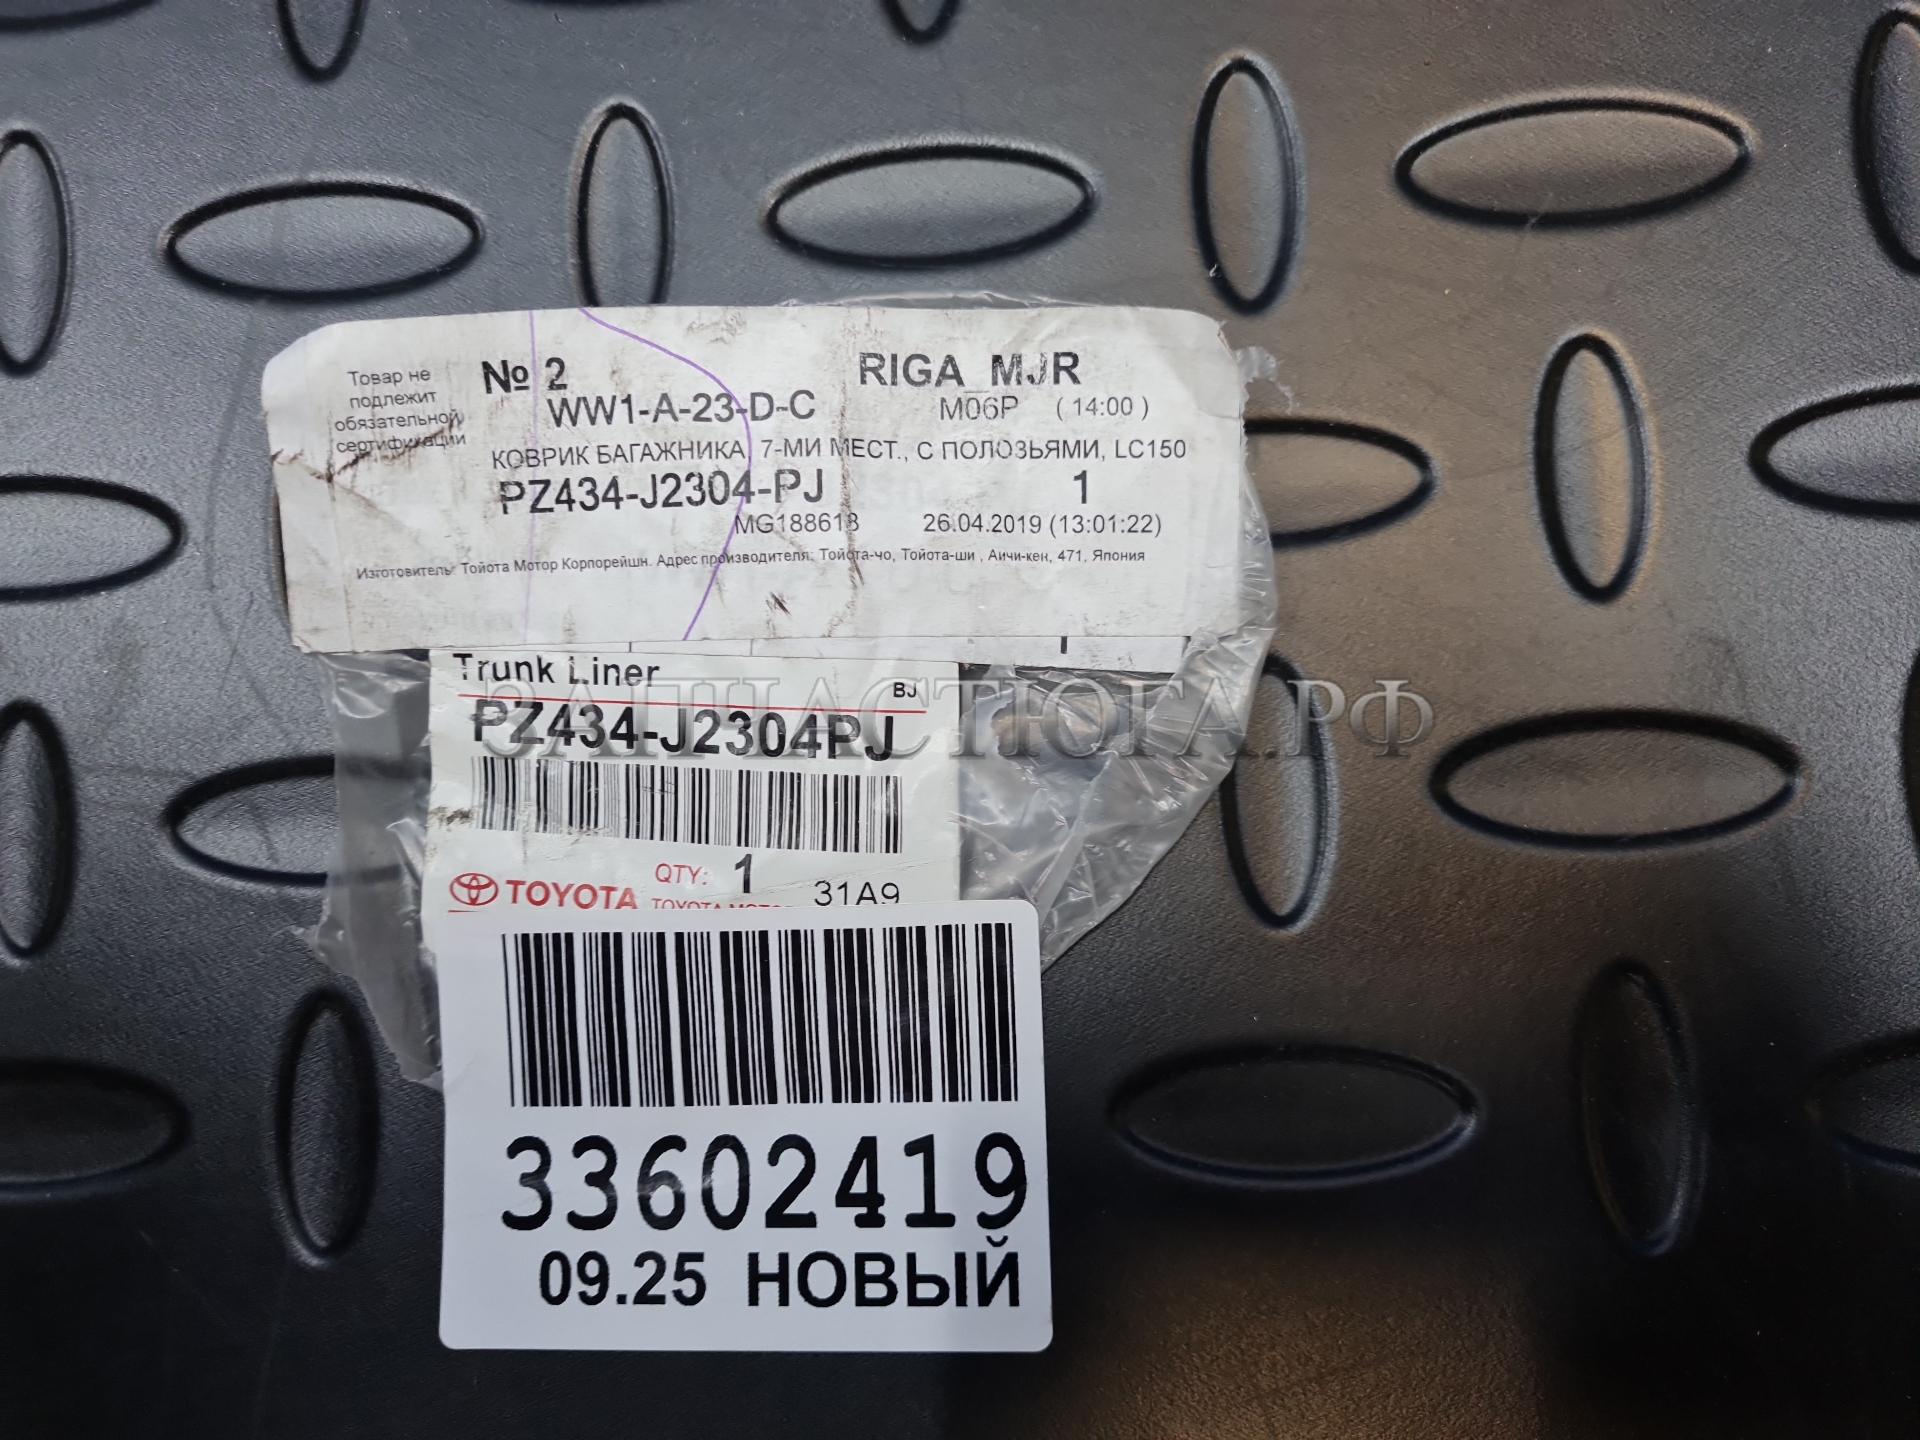 Товар не
подлежит
обязательной
сертификации
№ 2
RIGA_MJR
WW1-A-23-D-C
M06P ( 14:00 )
КОВРИК БАГАЖНИКА, 7-МИ МЕСТ., С ПОЛОЗЬЯМИ, LC150
PZ434-J2304-PJ
1
MG188618
26.04.2019 (13:01:22)
Изготовитель: Тойота Мотор Корпорейшн. Адрес производителя: Тойота-чо, Тойота-ши , Аичи-кен, 471, Япония
Trunk Liner
BJ
ЗАПЧАСТЮГА.РФ
PZ434-J2304PJ
QTY: 1
31A9
TOYOTA
TOYOTA MOTOR
33602419
09.25 НОВЫЙ